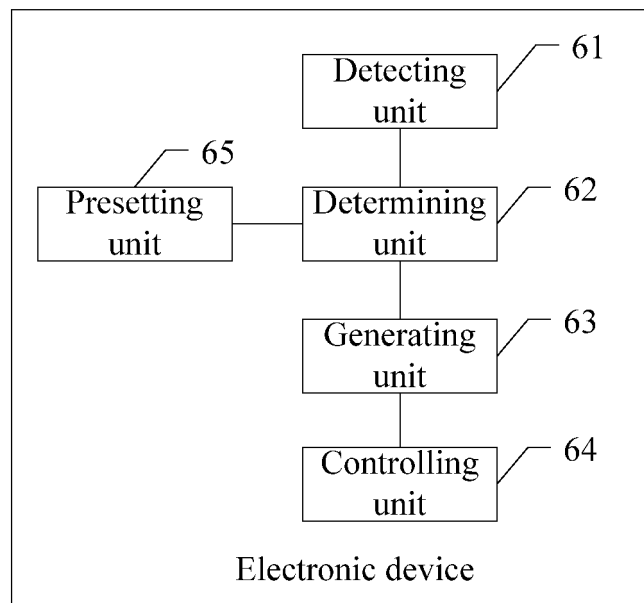 Detecting
unit
61
65
Presetting
unit
Determining
unit
62
Generating
unit
63
Controlling
unit
64
Electronic device